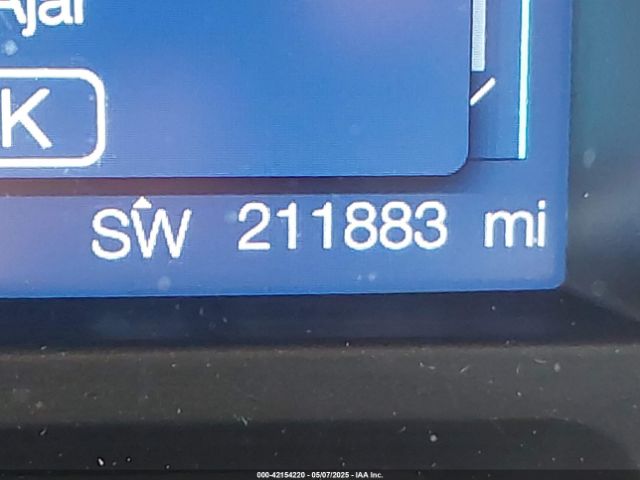 Ajar
K
SW 211883 mi
000-42154220 - 05/07/2025 - IAA Inc.